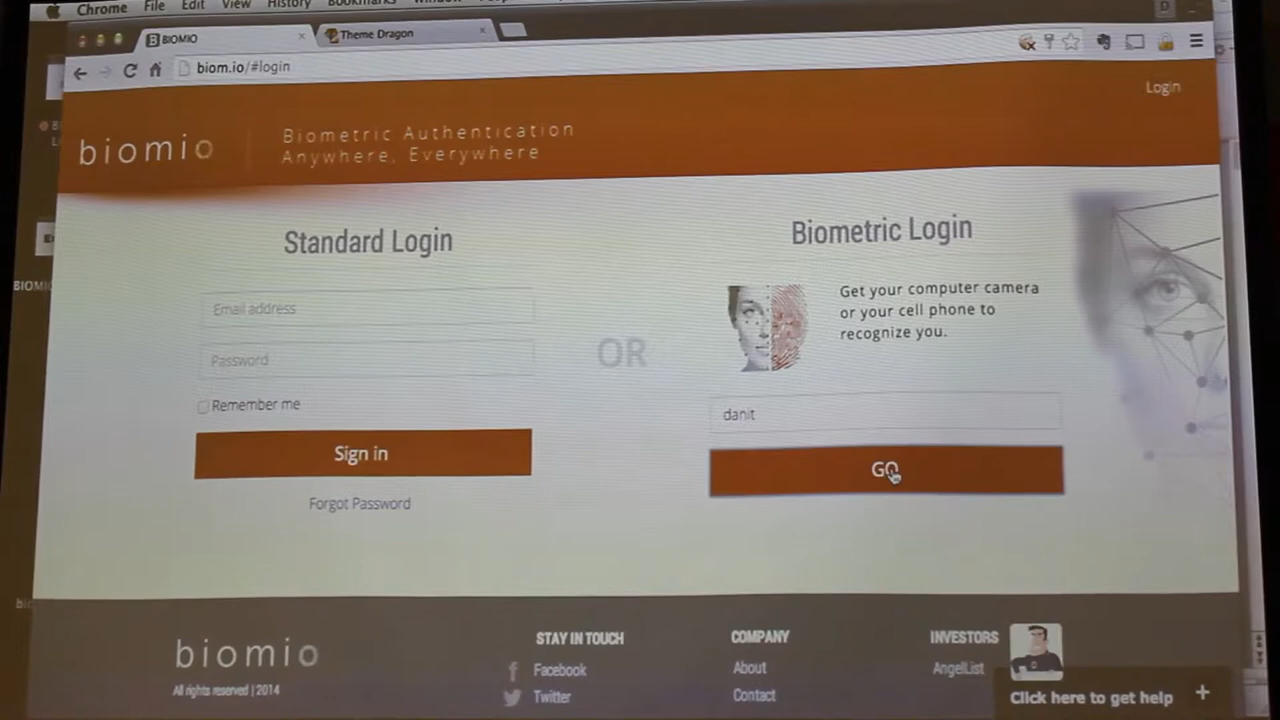 Chrome File Edit View History Bookmarks Window
BIOMIO
Theme Dragon
biom.io/#login
Login
biomio
Biometric Authentication
Anywhere, Everywhere
Standard Login
Email address
Password
Remember me
Sign in
Forgot Password
OR
Biometric Login
Get your computer camera
or your cell phone to
recognize you.
danit
GO
biomio
All rights reserved | 2014
STAY IN TOUCH
Facebook
Twitter
COMPANY
About
Contact
INVESTORS
AngelList
Click here to get help +